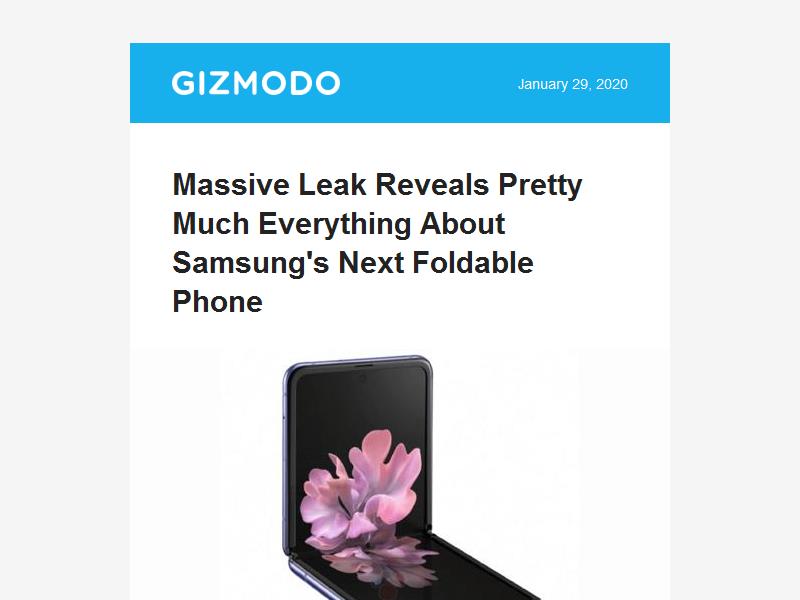 GIZMODO
January 29, 2020
Massive Leak Reveals Pretty
Much Everything About
Samsung's Next Foldable
Phone